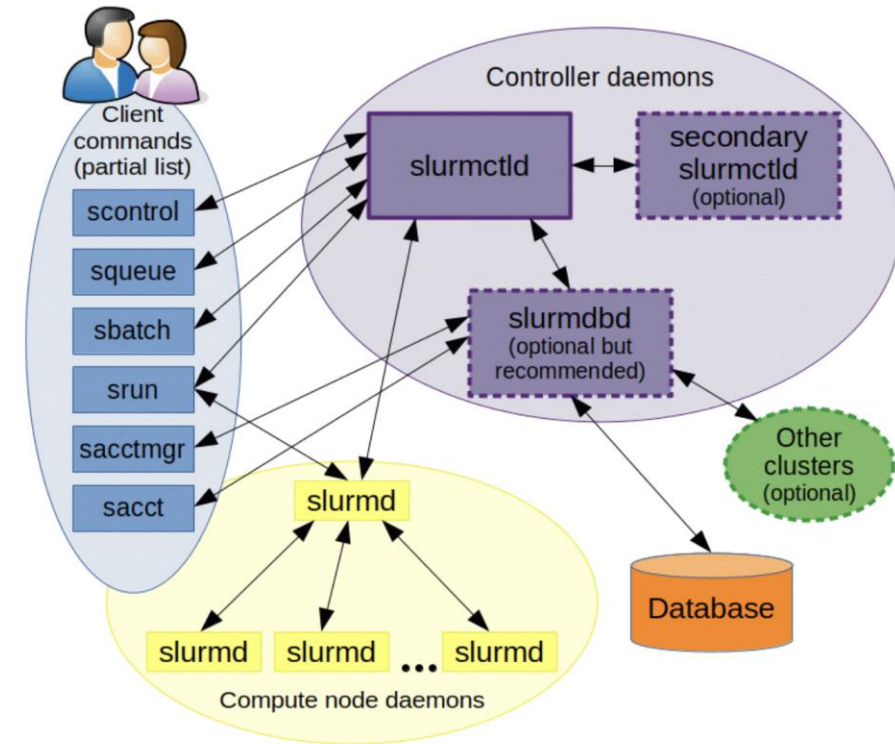 Client
commands
(partial list)
scontrol
squeue
sbatch
srun
sacctmgr
sacct
Controller daemons
slurmctld
secondary
slurmctld
(optional)
slurmdbd
(optional but
recommended)
Other
clusters
(optional)
Database
slurmd
slurmd
slurmd
...
slurmd
Compute node daemons